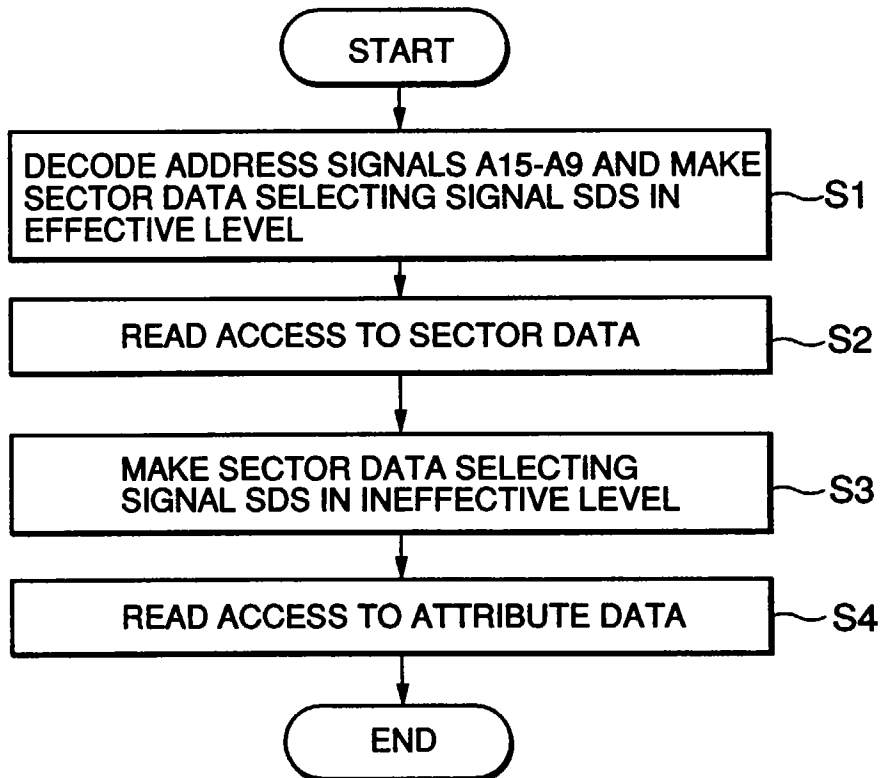 START
DECODE ADDRESS SIGNALS A15-A9 AND MAKE
SECTOR DATA SELECTING SIGNAL SDS IN
EFFECTIVE LEVEL
S1
READ ACCESS TO SECTOR DATA
S2
MAKE SECTOR DATA SELECTING
SIGNAL SDS IN INEFFECTIVE LEVEL
S3
READ ACCESS TO ATTRIBUTE DATA
S4
END